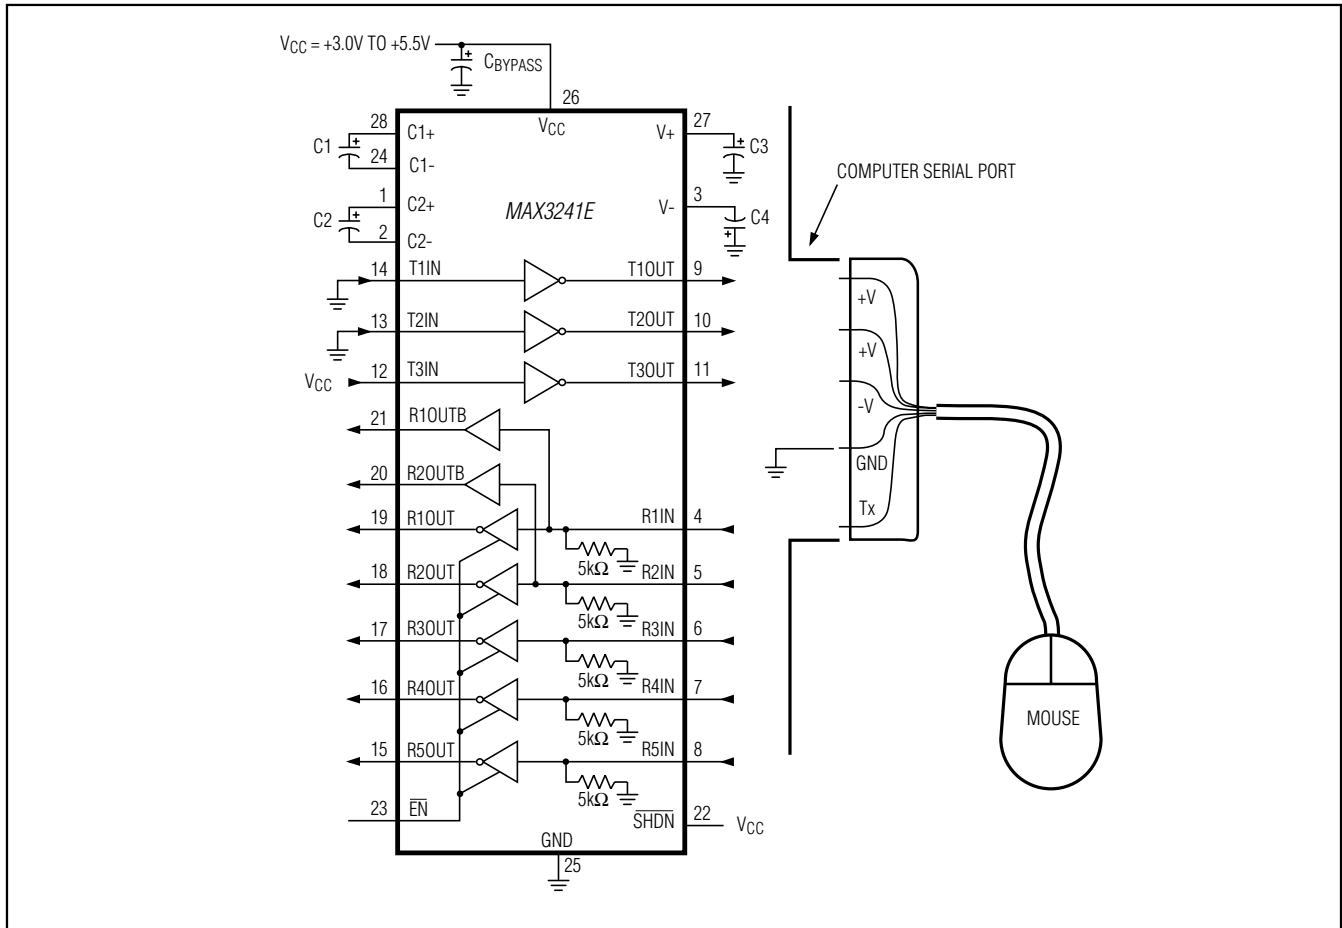 VCC = +3.0V TO +5.5V
+
CBYPASS
26
VCC
28
C1+
V+
27
C1
+
+
C3
24
C1-
COMPUTER SERIAL PORT
1
C2+
V-
3
C2
+
MAX3241E
C4
+
2
C2-
14
T1IN
T1OUT
9
+V
13
T2IN
T2OUT
10
+V
VCC
12
T3IN
T3OUT
11
-V
21
R1OUTB
GND
20
R2OUTB
Tx
19
R1OUT
R1IN
4
5kΩ
18
R2OUT
R2IN
5
5kΩ
17
R3OUT
R3IN
6
5kΩ
16
R4OUT
R4IN
7
5kΩ
MOUSE
15
R5OUT
R5IN
8
5kΩ
23
EN
SHDN
22
VCC
GND
25